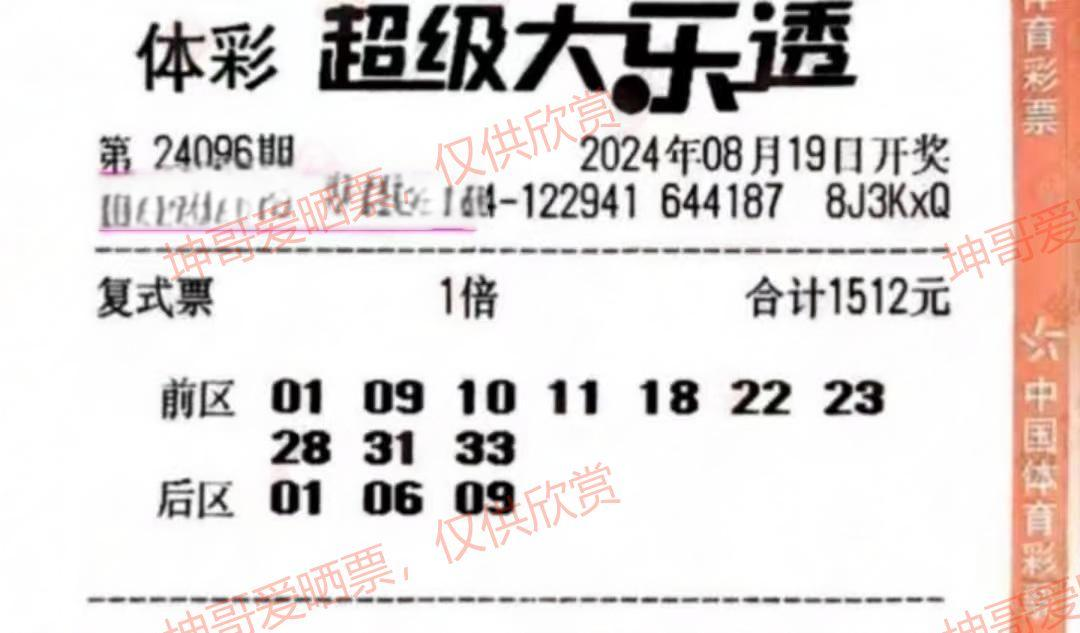 体彩 超级大乐透
第 24096期 2024年08月19日开奖
-122941 644187 8J3KxQ
复式票 1倍 合计1512元
前区 01 09 10 11 18 22 23
28 31 33
后区 01 06 09
坤哥爱晒票，仅供欣赏
坤哥爱晒票，仅供欣赏
坤哥爱
坤哥爱
体育彩票
中国体育彩票